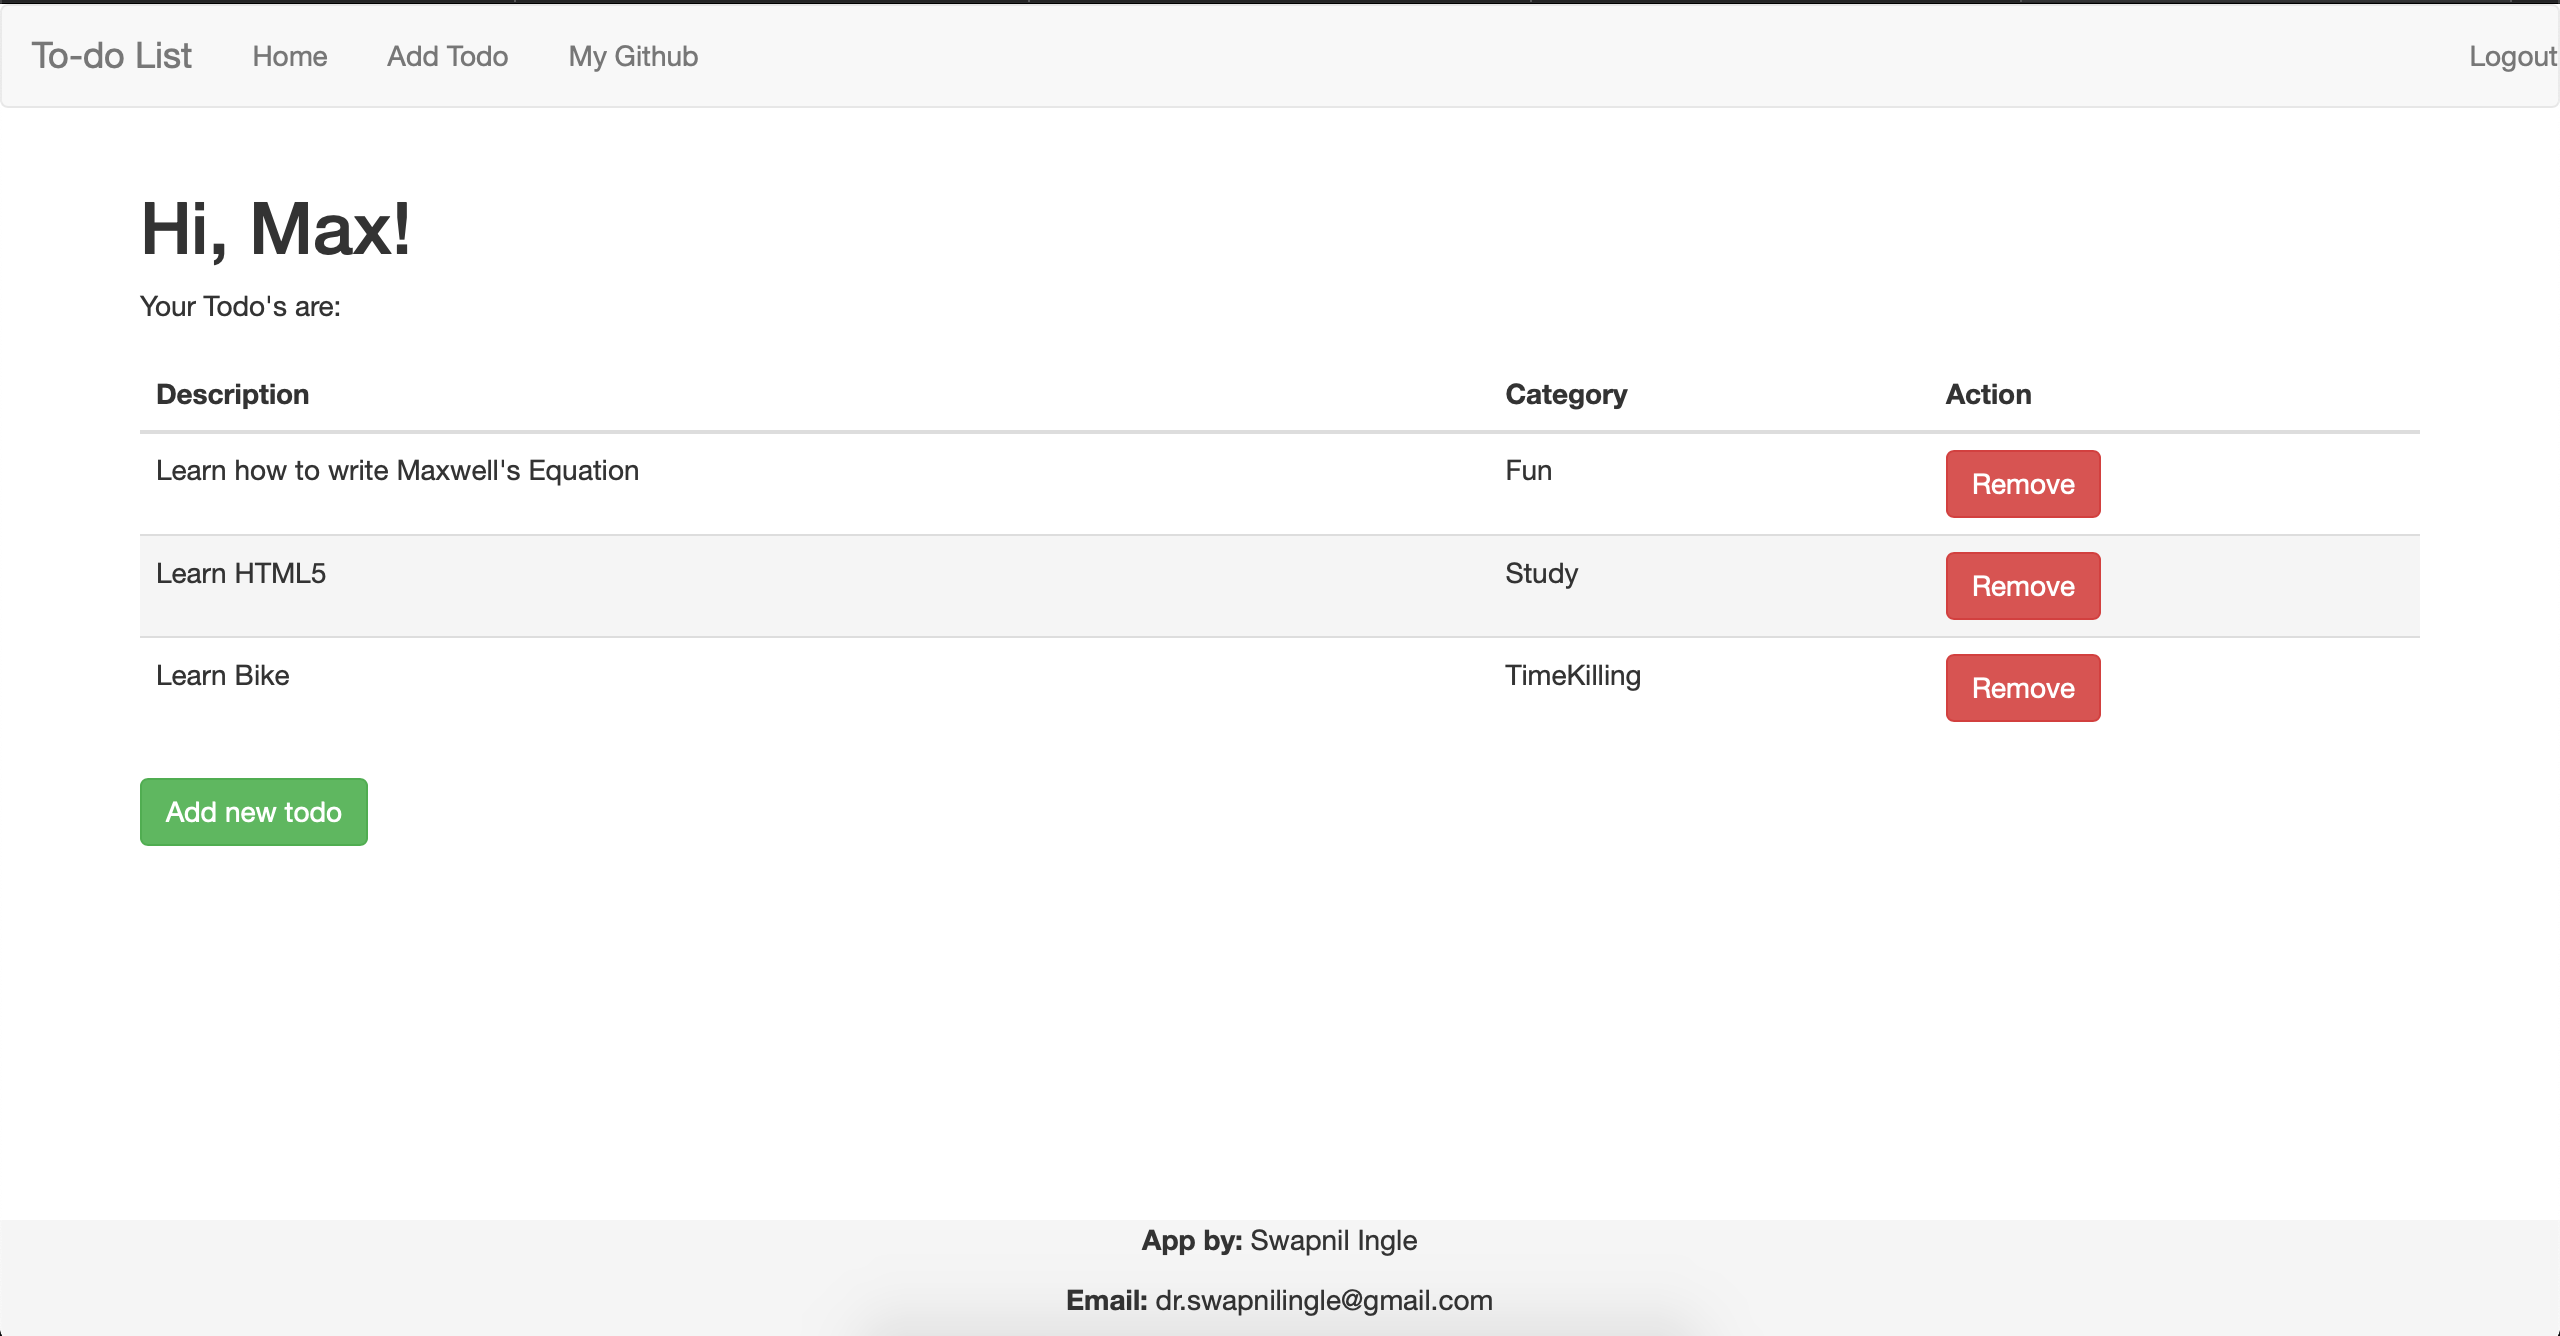 To-do List Home Add Todo My Github Logout
Hi, Max!
Your Todo's are:
Description Category Action
Learn how to write Maxwell's Equation Fun Remove
Learn HTML5 Study Remove
Learn Bike TimeKilling Remove
Add new todo
App by: Swapnil Ingle
Email: dr.swapnilingle@gmail.com